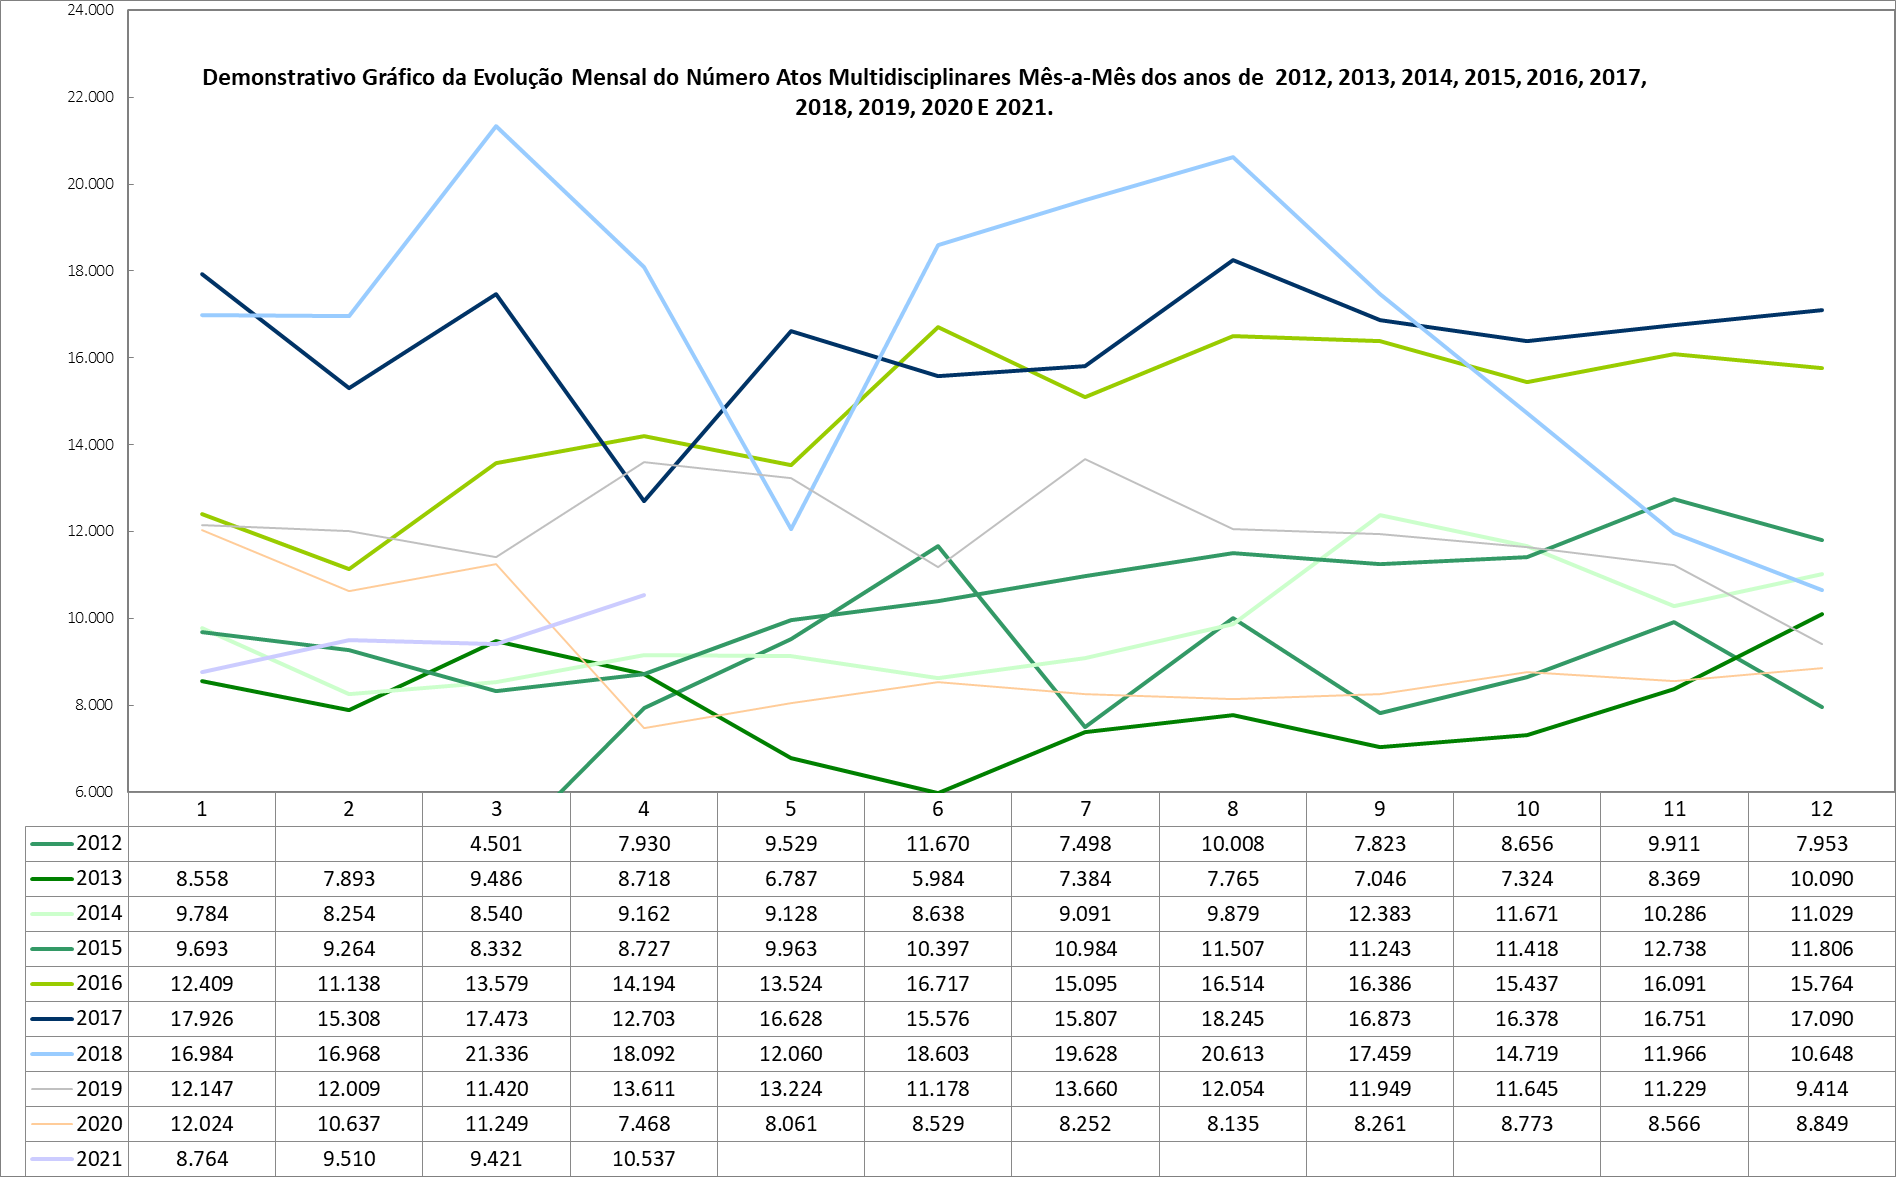 24.000
Demonstrativo Gráfico da Evolução Mensal do Número Atos Multidisciplinares Mês-a-Mês dos anos de 2012, 2013, 2014, 2015, 2016, 2017,
2018, 2019, 2020 E 2021.
22.000
20.000
18.000
16.000
14.000
12.000
10.000
8.000
6.000
1 2 3 4 5 6 7 8 9 10 11 12
2012 4.501 7.930 9.529 11.670 7.498 10.008 7.823 8.656 9.911 7.953
2013 8.558 7.893 9.486 8.718 6.787 5.984 7.384 7.765 7.046 7.324 8.369 10.090
2014 9.784 8.254 8.540 9.162 9.128 8.638 9.091 9.879 12.383 11.671 10.286 11.029
2015 9.693 9.264 8.332 8.727 9.963 10.397 10.984 11.507 11.243 11.418 12.738 11.806
2016 12.409 11.138 13.579 14.194 13.524 16.717 15.095 16.514 16.386 15.437 16.091 15.764
2017 17.926 15.308 17.473 12.703 16.628 15.576 15.807 18.245 16.873 16.378 16.751 17.090
2018 16.984 16.968 21.336 18.092 12.060 18.603 19.628 20.613 17.459 14.719 11.966 10.648
2019 12.147 12.009 11.420 13.611 13.224 11.178 13.660 12.054 11.949 11.645 11.229 9.414
2020 12.024 10.637 11.249 7.468 8.061 8.529 8.252 8.135 8.261 8.773 8.566 8.849
2021 8.764 9.510 9.421 10.537